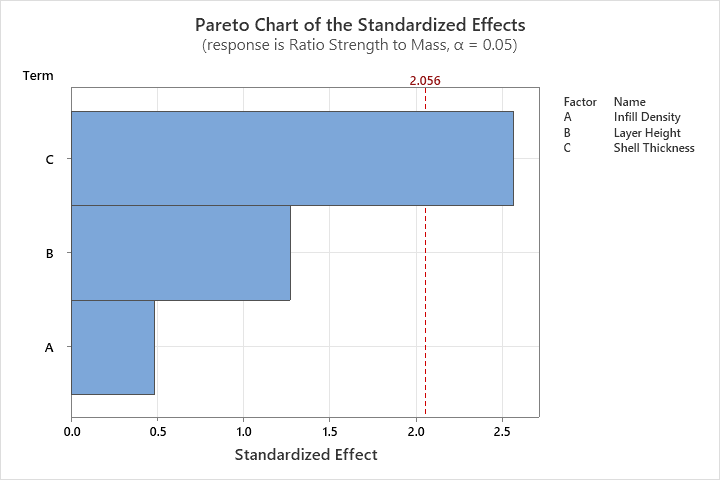 Pareto Chart of the Standardized Effects
(response is Ratio Strength to Mass, α = 0.05)
Term
2.056
Factor Name
A Infill Density
B Layer Height
C Shell Thickness
C
B
A
0.0 0.5 1.0 1.5 2.0 2.5
Standardized Effect